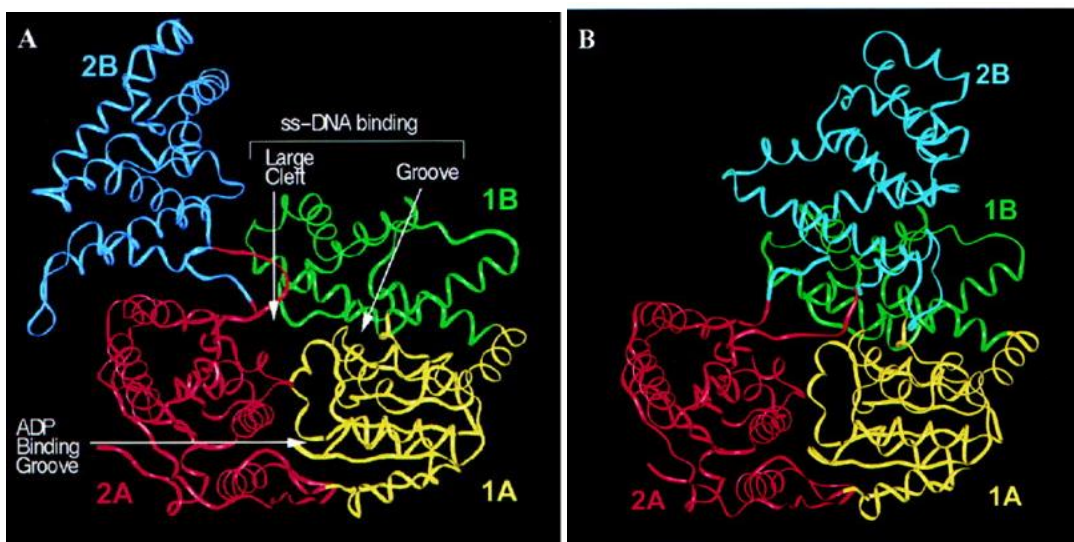 A
2B
ss-DNA binding
Large
Cleft
Groove
1B
ADP
Binding
Groove
2A
1A
B
2B
1B
2A
1A